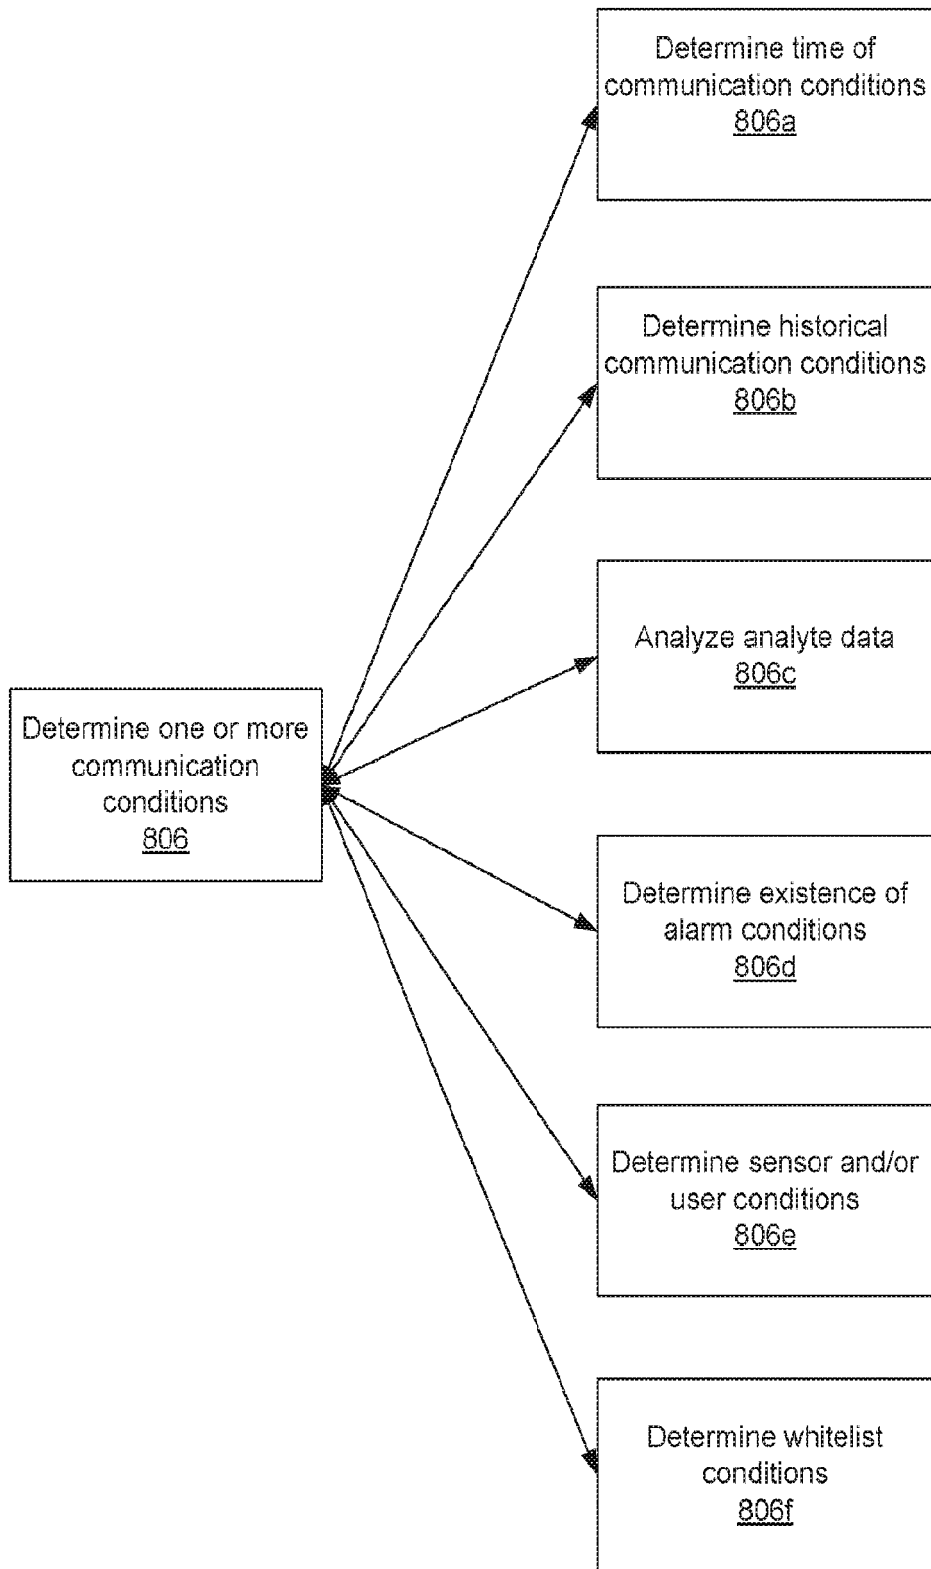 Determine time of
communication conditions
806a
Determine historical
communication conditions
806b
Analyze analyte data
806c
Determine one or more
communication
conditions
806
Determine existence of
alarm conditions
806d
Determine sensor and/or
user conditions
806e
Determine whitelist
conditions
806f